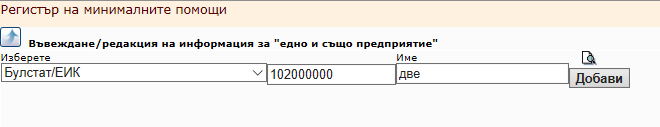 Регистър на минималните помощи
Въвеждане/редакция на информация за "едно и също предприятие"
Изберете Име
Булстат/ЕИК 102000000 две Добави